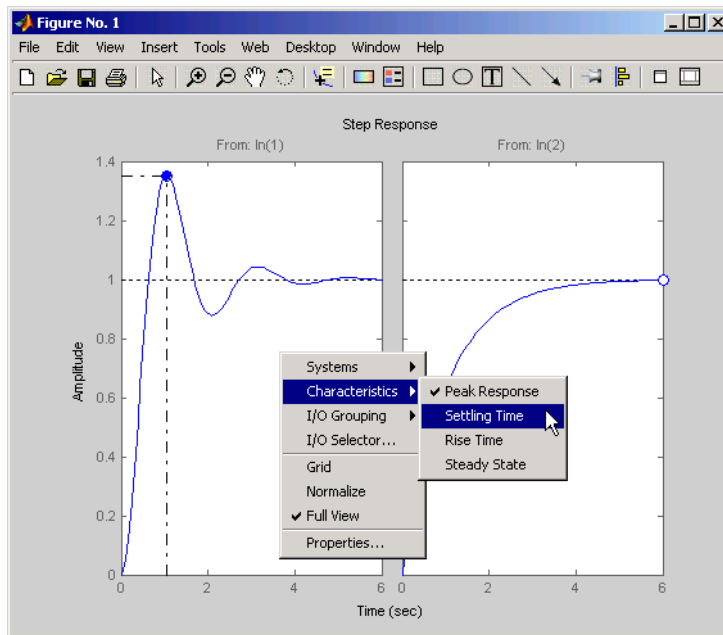 Figure No. 1
File Edit View Insert Tools Web Desktop Window Help
T
Step Response
From: In(1)
From: In(2)
1.4
1.2
1
0.8
0.6
0.4
0.2
0
Amplitude
0 2 4 6
0 2 4 6
Time (sec)
Systems
Characteristics
I/O Grouping
I/O Selector...
Grid
Normalize
Full View
Properties...
Peak Response
Settling Time
Rise Time
Steady State